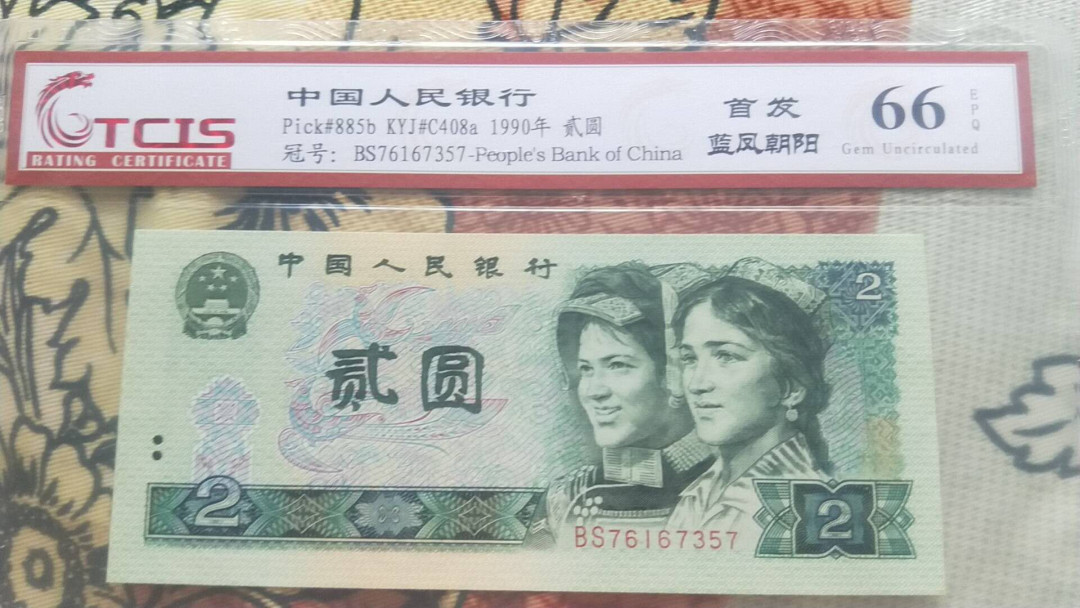 TCIS
RATING CERTIFICATE
中国人民银行
Pick#885b KYJ#C408a 1990年 贰圆
冠号: BS76167357-People's Bank of China
首发
蓝凤朝阳
66
EPQ
Gem Uncirculated
中国人民银行
2
贰圆
2
2
BS76167357